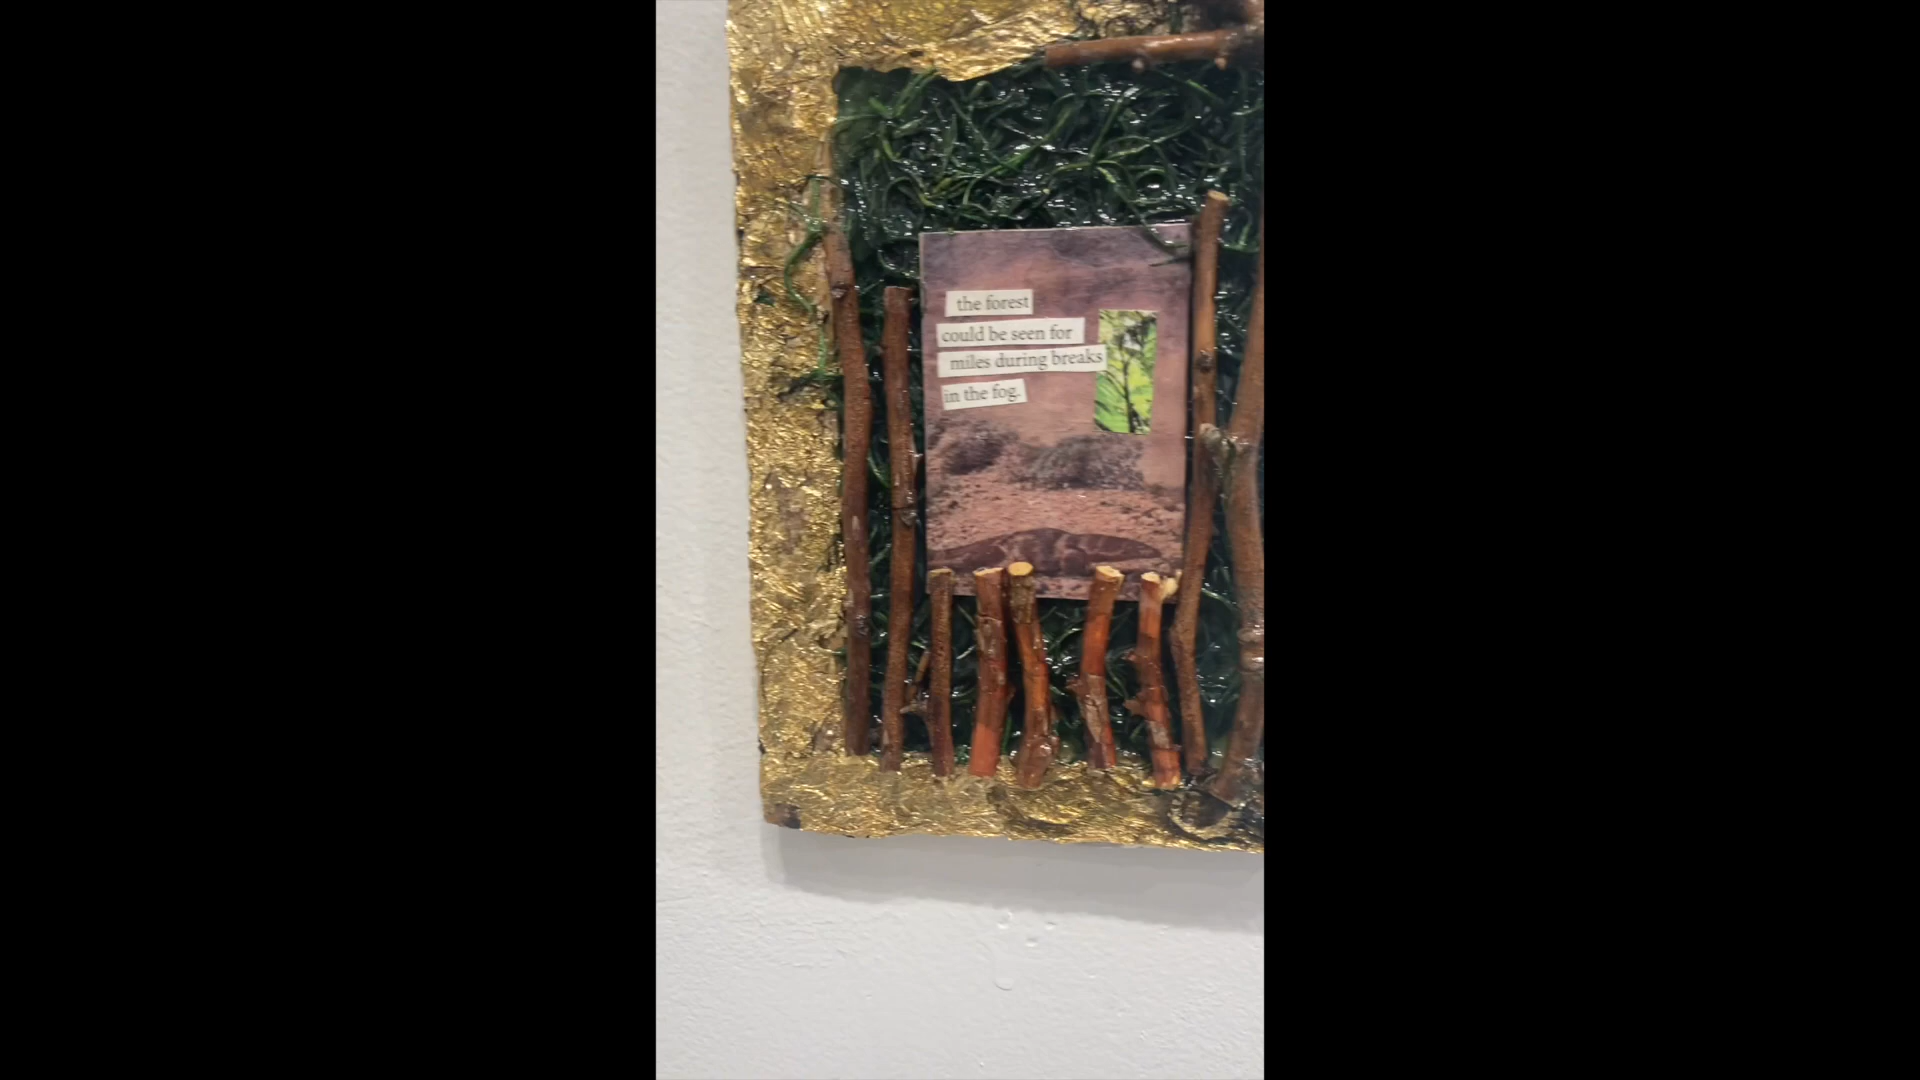 the forest
could be seen for
miles during breaks
in the fog.